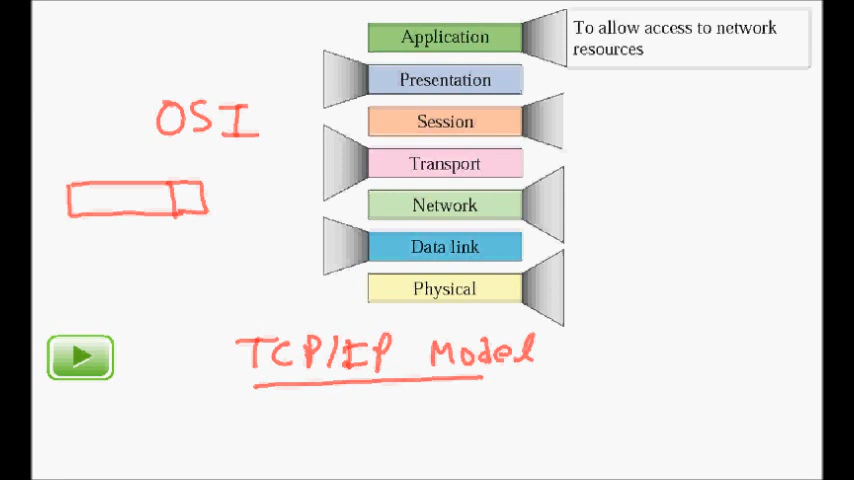 Application
To allow access to network
resources
Presentation
OSI
Session
Transport
Network
Data link
Physical
TCP/IP Model